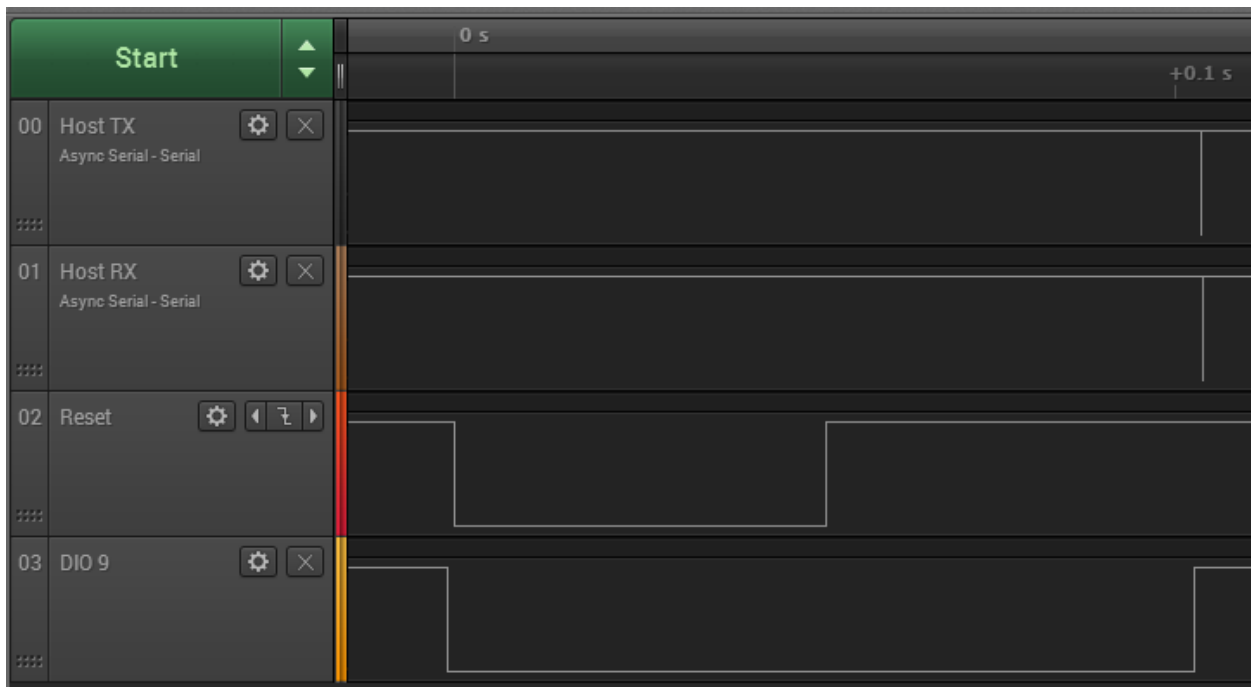 Start
0 s
+0.1 s
00 Host TX
Async Serial - Serial
01 Host RX
Async Serial - Serial
02 Reset
03 DIO 9